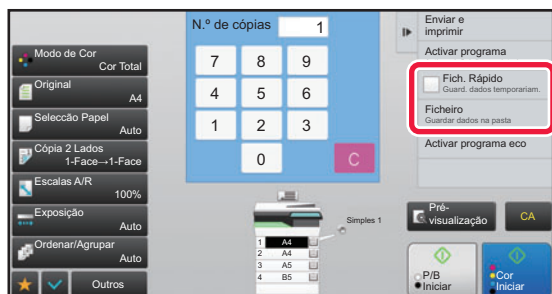 N.º de cópias
1
Enviar e
imprimir
Activar programa
Modo de Cor
Cor Total
7
8
9
Fich. Rápido
Guard. dados temporariam.
Original
A4
4
5
6
Ficheiro
Guardar dados na pasta
Seleccão Papel
Auto
1
2
3
Activar programa eco
Cópia 2 Lados
1-Face→1-Face
0
C
Escalas A/R
100%
Exposição
Auto
Simples 1
Pré-
visualização
CA
Ordenar/Agrupar
Auto
1 A4
2 A4
3 A5
4 B5
Outros
P/B
Iniciar
Cor
Iniciar